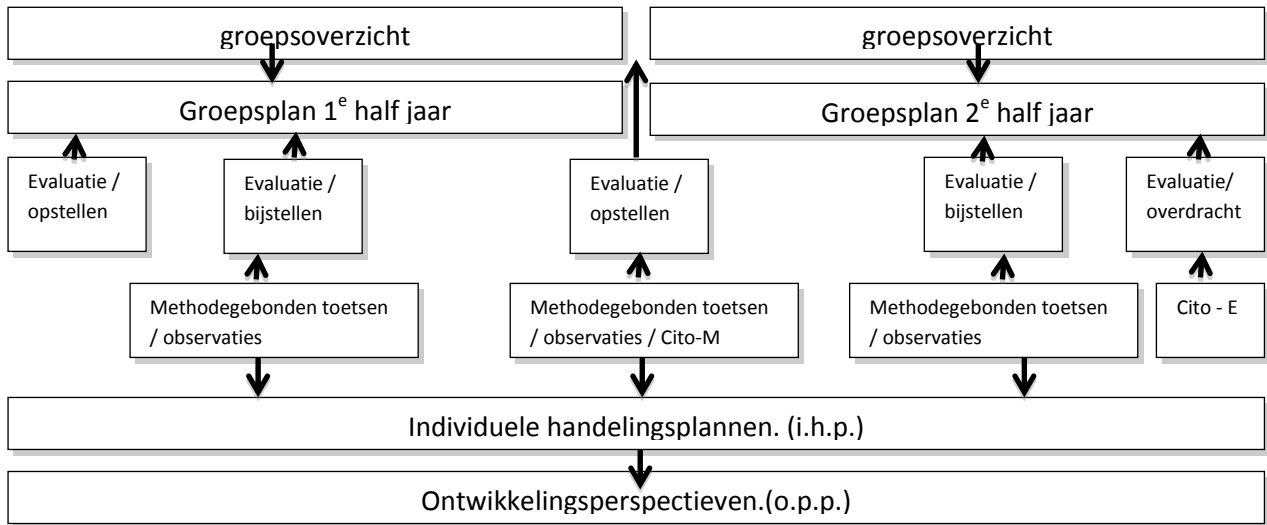 groepsoverzicht
groepsoverzicht
Groepsplan 1e half jaar
Groepsplan 2e half jaar
Evaluatie /
opstellen
Evaluatie /
bijstellen
Evaluatie /
opstellen
Evaluatie /
bijstellen
Evaluatie/
overdracht
Methodegebonden toetsen
/ observaties
Methodegebonden toetsen
/ observaties / Cito-M
Methodegebonden toetsen
/ observaties
Cito - E
Individuele handelingsplannen. (i.h.p.)
Ontwikkelingsperspectieven.(o.p.p.)